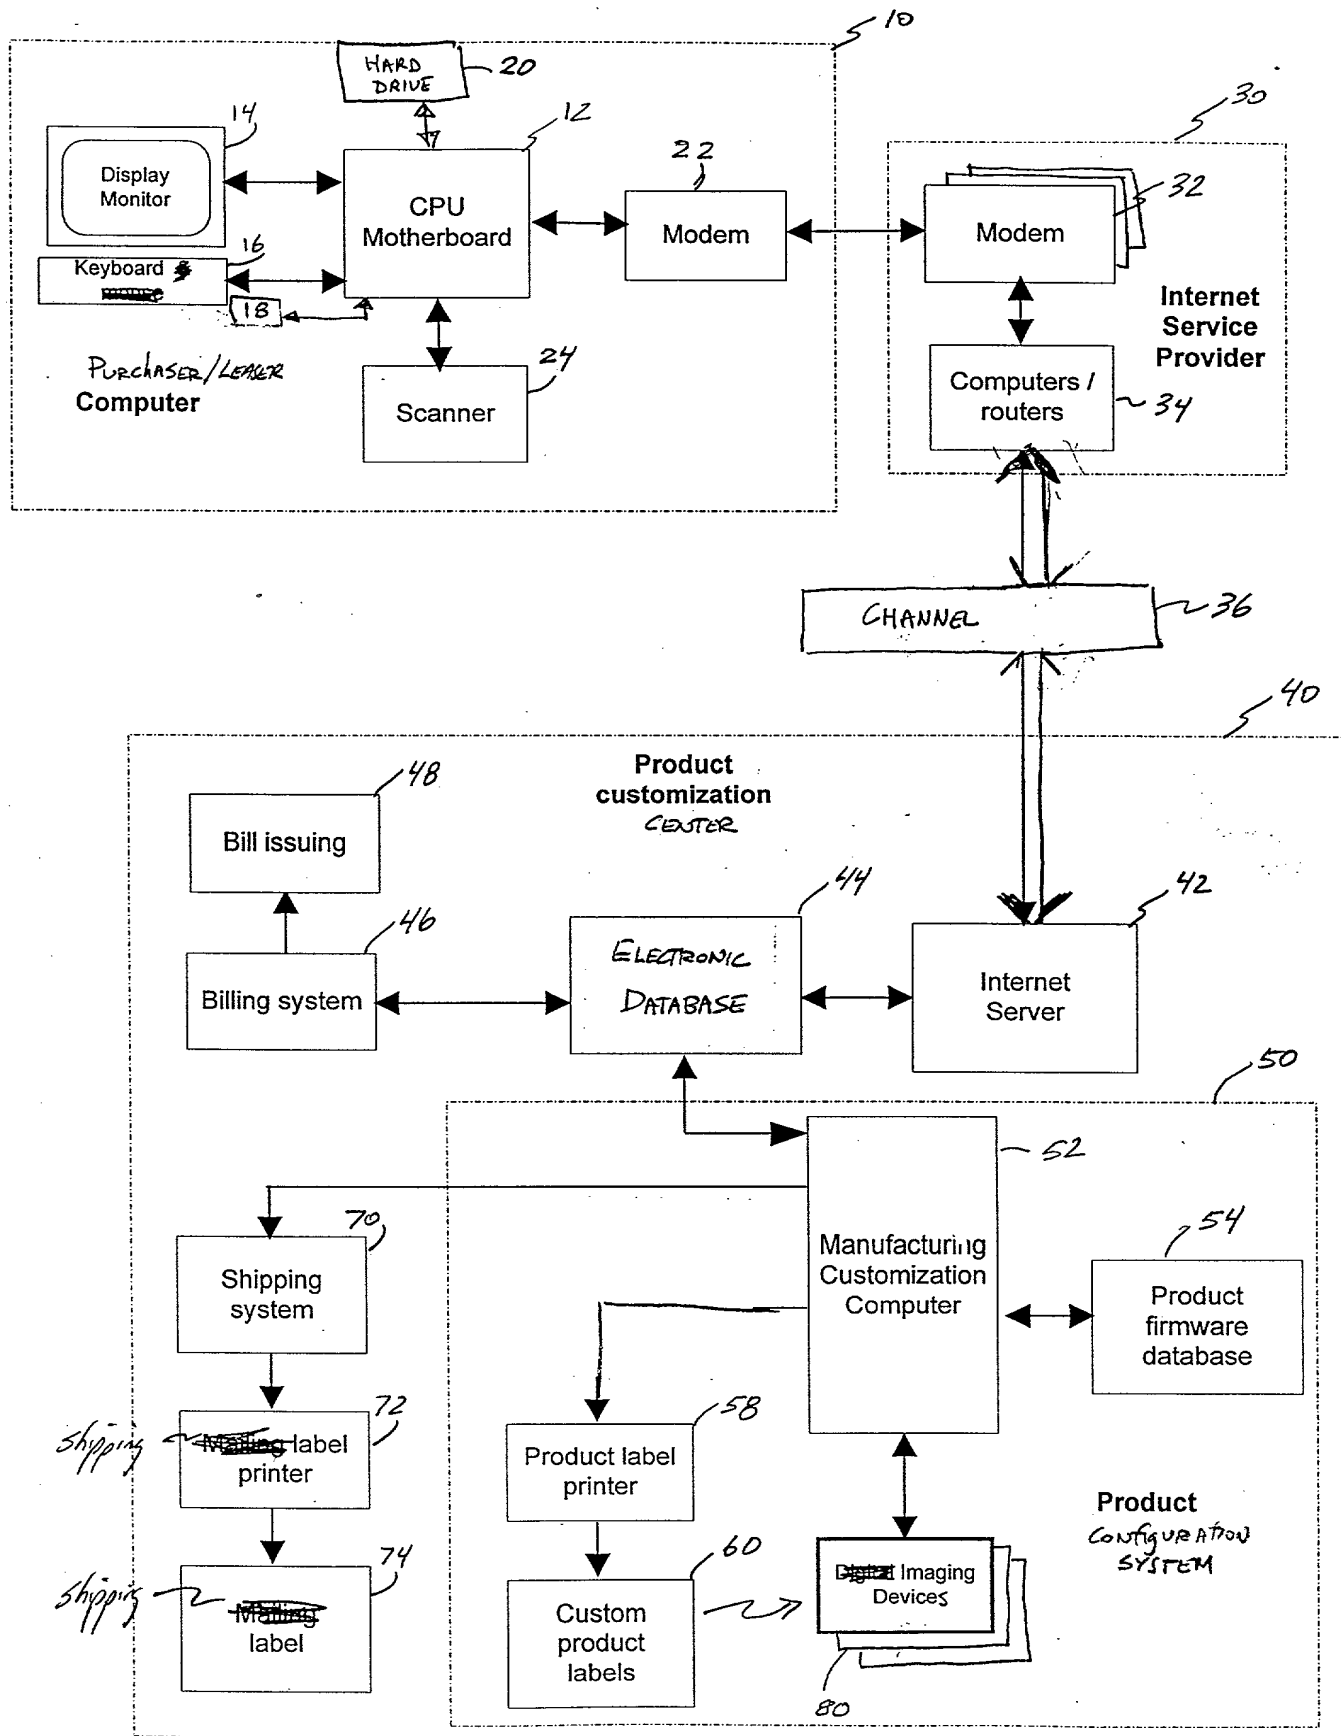 10
HARD
DRIVE
20
14
12
Display
Monitor
CPU
Motherboard
22
Modem
16
Keyboard
18
PURCHASER/LEASER
Computer
24
Scanner
30
32
Modem
Internet
Service
Provider
Computers /
routers
34
CHANNEL
36
40
Product
customization
CENTER
48
Bill issuing
46
Billing system
44
ELECTRONIC
DATABASE
42
Internet
Server
50
52
Manufacturing
Customization
Computer
54
Product
firmware
database
70
Shipping
system
72
shipping
Mailing label
printer
74
shipping
Mailing
label
58
Product label
printer
60
Custom
product
labels
Digital Imaging
Devices
80
Product
CONFIGURATION
SYSTEM